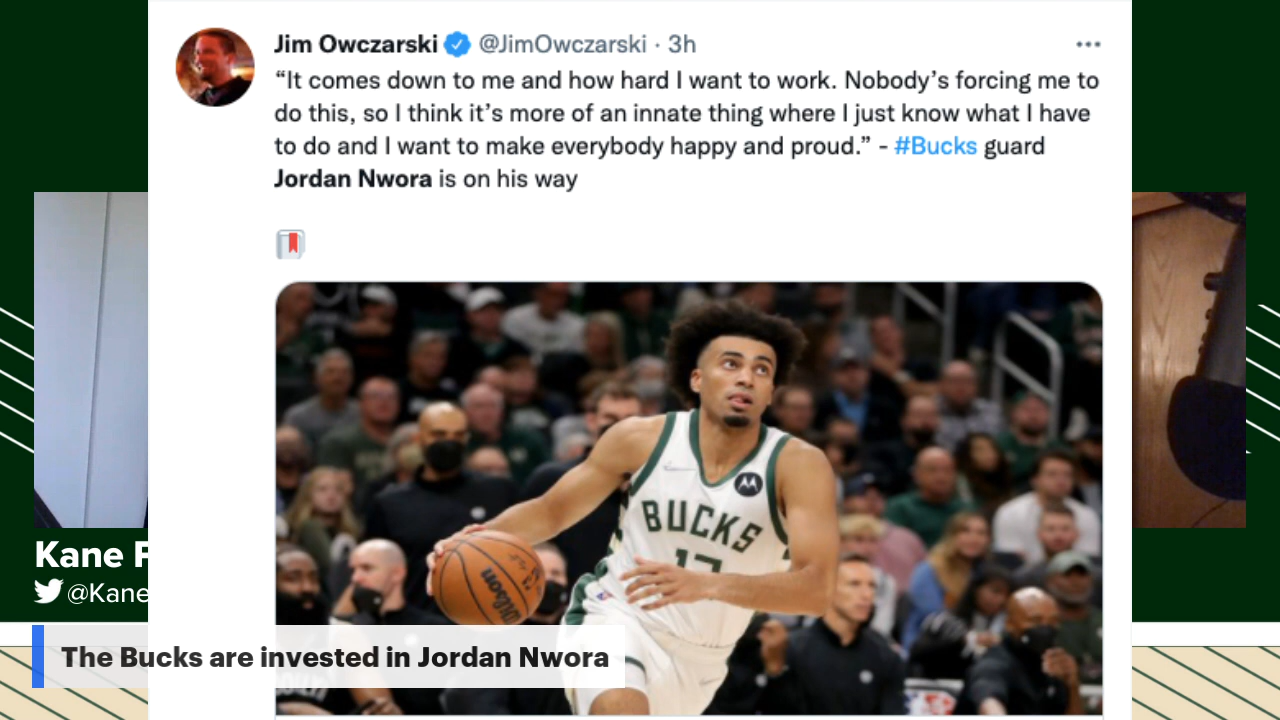 Jim Owczarski @JimOwczarski · 3h
“It comes down to me and how hard I want to work. Nobody’s forcing me to
do this, so I think it’s more of an innate thing where I just know what I have
to do and I want to make everybody happy and proud.” - #Bucks guard
Jordan Nwora is on his way
BUCKS
13
Wilson
Kane F
@Kane
The Bucks are invested in Jordan Nwora